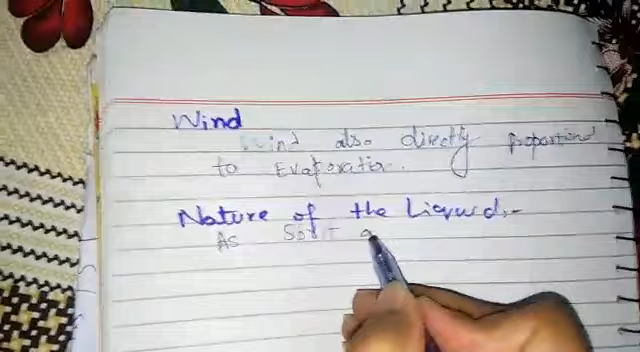 Wind
Wind also directly proportional
to Evaporation.
Nature of the Liquid:-
As